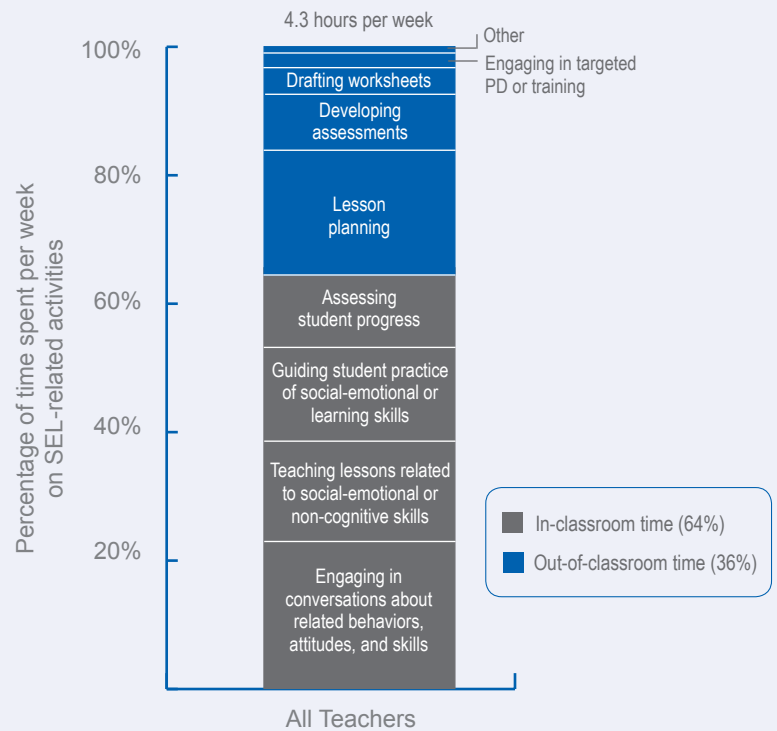 4.3 hours per week
100%
80%
60%
40%
20%
Percentage of time spent per week
on SEL-related activities
Other
Engaging in targeted
PD or training
Drafting worksheets
Developing
assessments
Lesson
planning
Assessing
student progress
Guiding student practice
of social-emotional or
learning skills
Teaching lessons related
to social-emotional or
non-cognitive skills
Engaging in
conversations about
related behaviors,
attitudes, and skills
In-classroom time (64%)
Out-of-classroom time (36%)
All Teachers